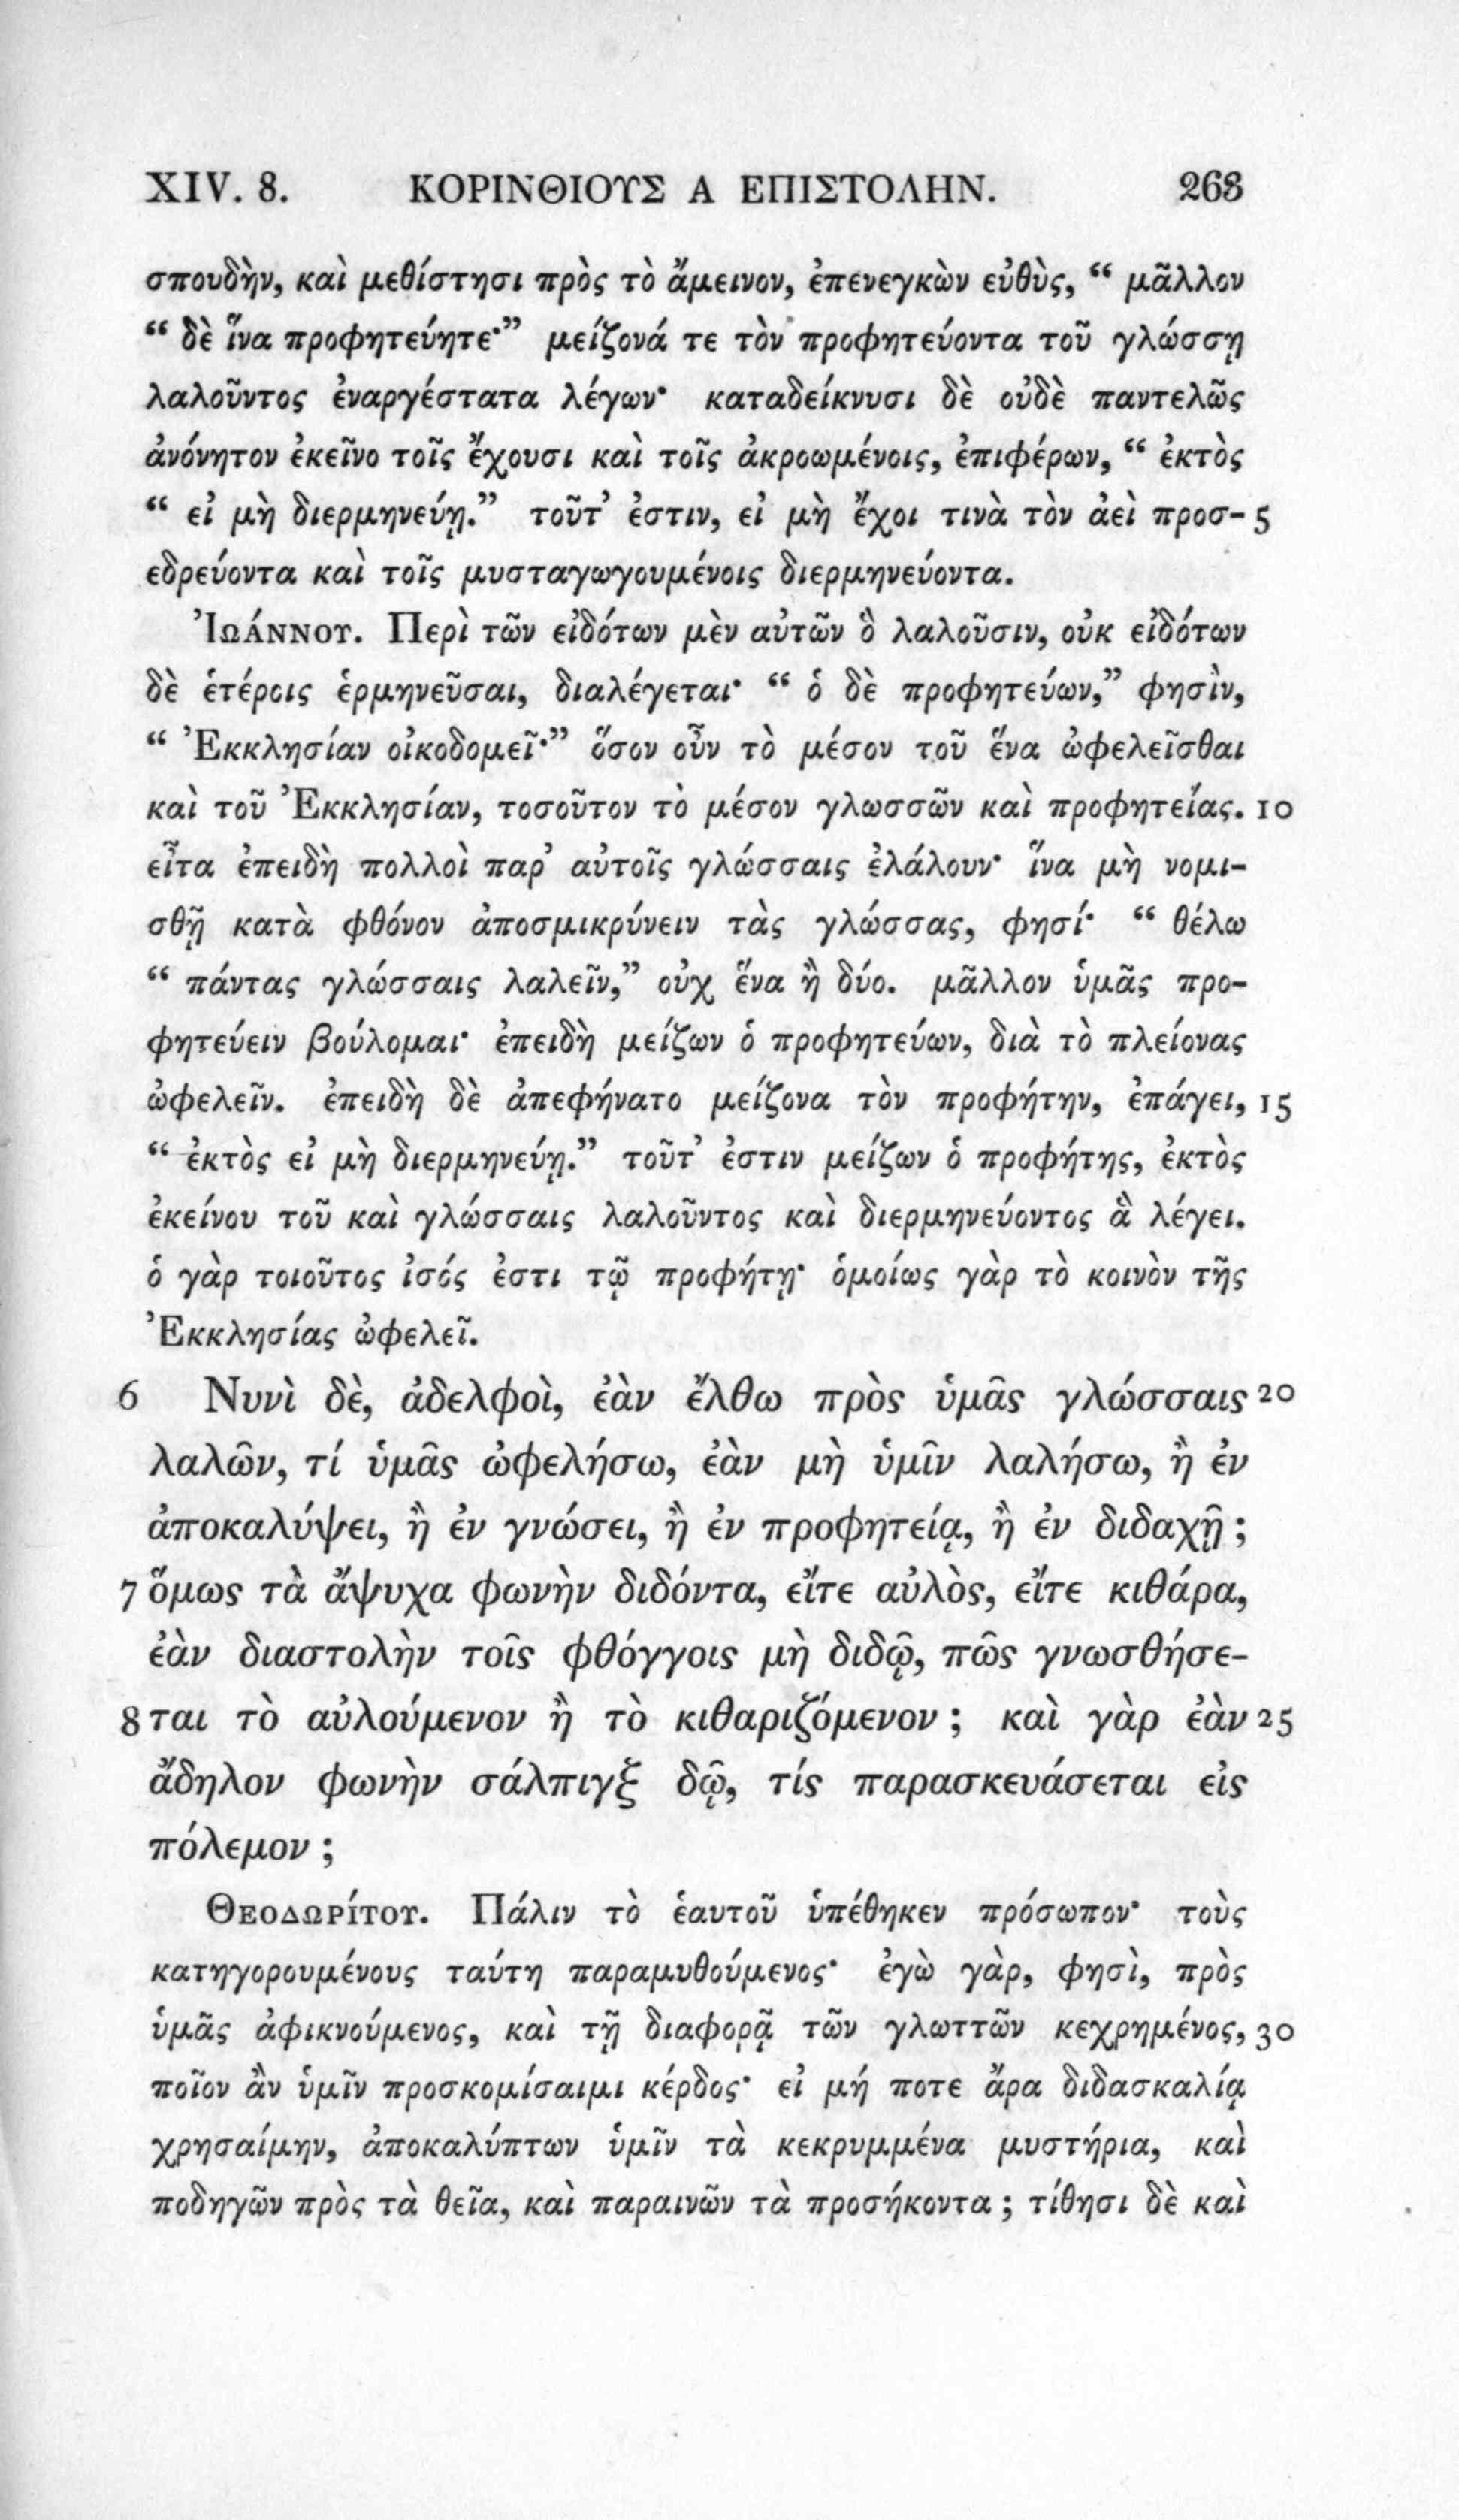 XIV. 8. ΚΟΡΙΝΘΙΟΥΣ Α ΕΠΙΣΤΟΛΗΝ. 263
σπουδὴν, καὶ μεθίστησι πρὸς τὸ ἄμεινον, ἐπενεγκὼν εὐθὺς, “ μᾶλλον
“ δὲ ἵνα προφητεύητε·” μείζονά τε τὸν προφητεύοντα τοῦ γλώσσῃ
λαλοῦντος ἐναργέστατα λέγων· καταδείκνυσι δὲ οὐδὲ παντελῶς
ἀνόνητον ἐκεῖνο τοῖς ἔχουσι καὶ τοῖς ἀκροωμένοις, ἐπιφέρων, “ ἐκτὸς
“ εἰ μὴ διερμηνεύῃ.” τοῦτ’ ἐστιν, εἰ μὴ ἔχοι τινὰ τὸν ἀεὶ προσ- 5
εδρεύοντα καὶ τοῖς μυσταγωγουμένοις διερμηνεύοντα.
Ἰωάννου. Περὶ τῶν εἰδότων μὲν αὐτῶν ὃ λαλοῦσιν, οὐκ εἰδότων
δὲ ἑτέροις ἑρμηνεῦσαι, διαλέγεται· “ ὁ δὲ προφητεύων,” φησὶν,
“ Ἐκκλησίαν οἰκοδομεῖ·” ὅσον οὖν τὸ μέσον τοῦ ἕνα ὠφελεῖσθαι
καὶ τοῦ Ἐκκλησίαν, τοσοῦτον τὸ μέσον γλωσσῶν καὶ προφητείας. 10
εἶτα ἐπειδὴ πολλοὶ παρ’ αὐτοῖς γλώσσαις ἐλάλουν· ἵνα μὴ νομι-
σθῇ κατὰ φθόνον ἀποσμικρύνειν τὰς γλώσσας, φησί· “ θέλω
“ πάντας γλώσσαις λαλεῖν,” οὐχ ἕνα ἢ δύο. μᾶλλον ὑμᾶς προ-
φητεύειν βούλομαι· ἐπειδὴ μείζων ὁ προφητεύων, διὰ τὸ πλείονας
ὠφελεῖν. ἐπειδὴ δὲ ἀπεφήνατο μείζονα τὸν προφήτην, ἐπάγει, 15
“ ἐκτὸς εἰ μὴ διερμηνεύῃ.” τοῦτ’ ἐστιν μείζων ὁ προφήτης, ἐκτὸς
ἐκείνου τοῦ καὶ γλώσσαις λαλοῦντος καὶ διερμηνεύοντος ἃ λέγει.
ὁ γὰρ τοιοῦτος ἰσός ἐστι τῷ προφήτῃ· ὁμοίως γὰρ τὸ κοινὸν τῆς
Ἐκκλησίας ὠφελεῖ.
6 Νυνὶ δὲ, ἀδελφοὶ, ἐὰν ἔλθω πρὸς ὑμᾶς γλώσσαις 20
λαλῶν, τί ὑμᾶς ὠφελήσω, ἐὰν μὴ ὑμῖν λαλήσω, ἢ ἐν
ἀποκαλύψει, ἢ ἐν γνώσει, ἢ ἐν προφητείᾳ, ἢ ἐν διδαχῇ ;
7 ὅμως τὰ ἄψυχα φωνὴν διδόντα, εἴτε αὐλὸς, εἴτε κιθάρα,
ἐὰν διαστολὴν τοῖς φθόγγοις μὴ διδῷ, πῶς γνωσθήσε-
8 ται τὸ αὐλούμενον ἢ τὸ κιθαριζόμενον ; καὶ γὰρ ἐὰν 25
ἄδηλον φωνὴν σάλπιγξ δῷ, τίς παρασκευάσεται εἰς
πόλεμον ;
Θεοδωρίτου. Πάλιν τὸ ἑαυτοῦ ὑπέθηκεν πρόσωπον· τοὺς
κατηγορουμένους ταύτη παραμυθούμενος· ἐγὼ γὰρ, φησὶ, πρὸς
ὑμᾶς ἀφικνούμενος, καὶ τῇ διαφορᾷ τῶν γλωττῶν κεχρημένος, 30
ποῖον ἂν ὑμῖν προσκομίσαιμι κέρδος· εἰ μή ποτε ἄρα διδασκαλίᾳ
χρησαίμην, ἀποκαλύπτων ὑμῖν τὰ κεκρυμμένα μυστήρια, καὶ
ποδηγῶν πρὸς τὰ θεῖα, καὶ παραινῶν τὰ προσήκοντα ; τίθησι δὲ καὶ